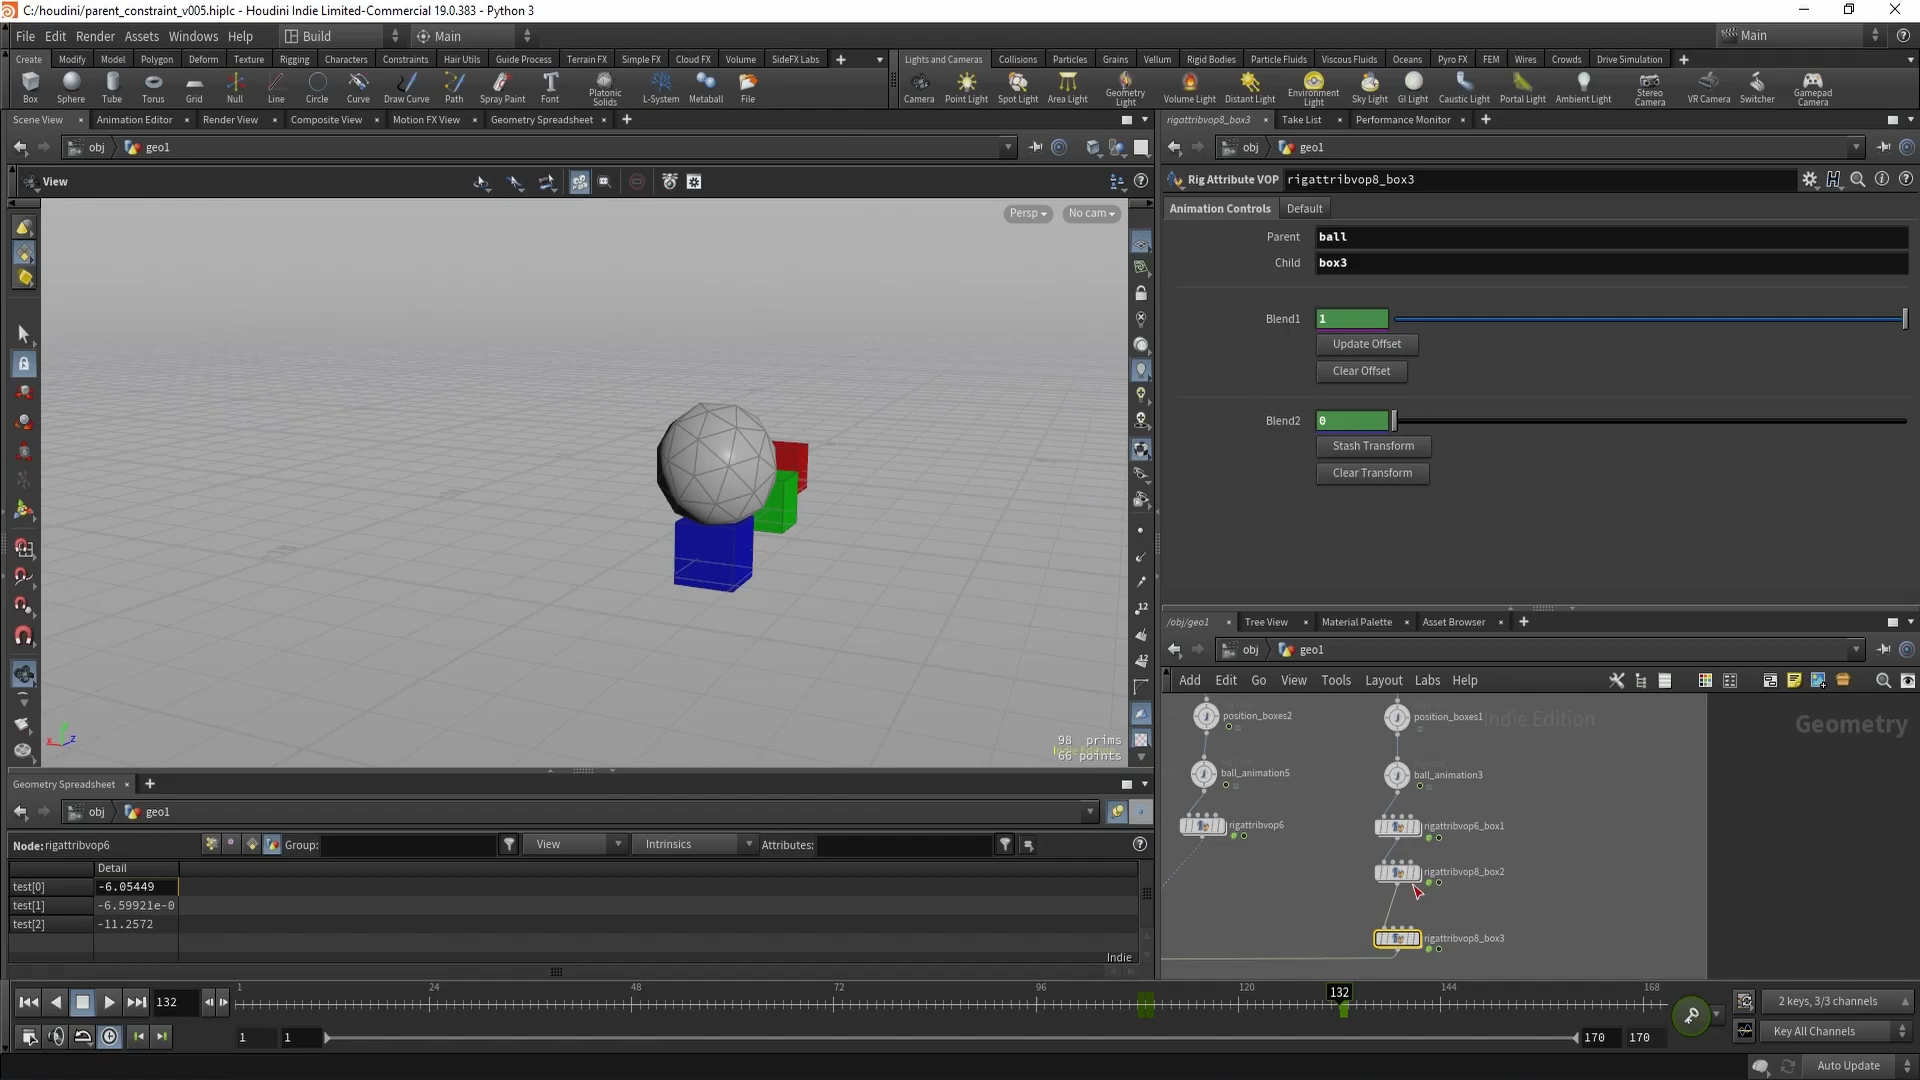 C:/houdini/parent_constraint_v005.hiplc - Houdini Indie Limited-Commercial 19.0.383 - Python 3
File Edit Render Assets Windows Help Build Main Main
Create Modify Model Polygon Deform Texture Rigging Characters Constraints Hair Utils Guide Process Terrain FX Simple FX Cloud FX Volume SideFX Labs
Lights and Cameras Collisions Particles Grains Vellum Rigid Bodies Particle Fluids Viscous Fluids Oceans Pyro FX FEM Wires Crowds Drive Simulation
Box Sphere Tube Torus Grid Null Line Circle Curve Draw Curve Path Spray Paint Font Platonic Solids L-System Metaball File
Camera Point Light Spot Light Area Light Geometry Light Volume Light Distant Light Environment Light Sky Light GI Light Caustic Light Portal Light Ambient Light Stereo Camera VR Camera Switcher Gamepad Camera
Scene View Animation Editor Render View Composite View Motion FX View Geometry Spreadsheet
rigattribvop8_box3 Take List Performance Monitor
obj geo1
obj geo1
View
Rig Attribute VOP rigattribvop8_box3
Persp No cam
Animation Controls Default
Parent ball
Child box3
Blend1 1
Update Offset
Clear Offset
Blend2 0
Stash Transform
Clear Transform
12
12
x z
98 prims
66 points
/obj/geo1 Tree View Material Palette Asset Browser
obj geo1
Add Edit Go View Tools Layout Labs Help
Indie Edition
Geometry
position_boxes2
position_boxes1
ball_animation5
ball_animation3
rigattribvop6
rigattribvop6_box1
rigattribvop8_box2
rigattribvop8_box3
Geometry Spreadsheet
obj geo1
Node: rigattribvop6 Group: View Intrinsics Attributes:
Detail
test[0] -6.05449
test[1] -6.59921e-0
test[2] -11.2572
Indie
132 1 24 48 72 96 120 132 144 168
2 keys, 3/3 channels
1 1 170 170
Key All Channels
Auto Update